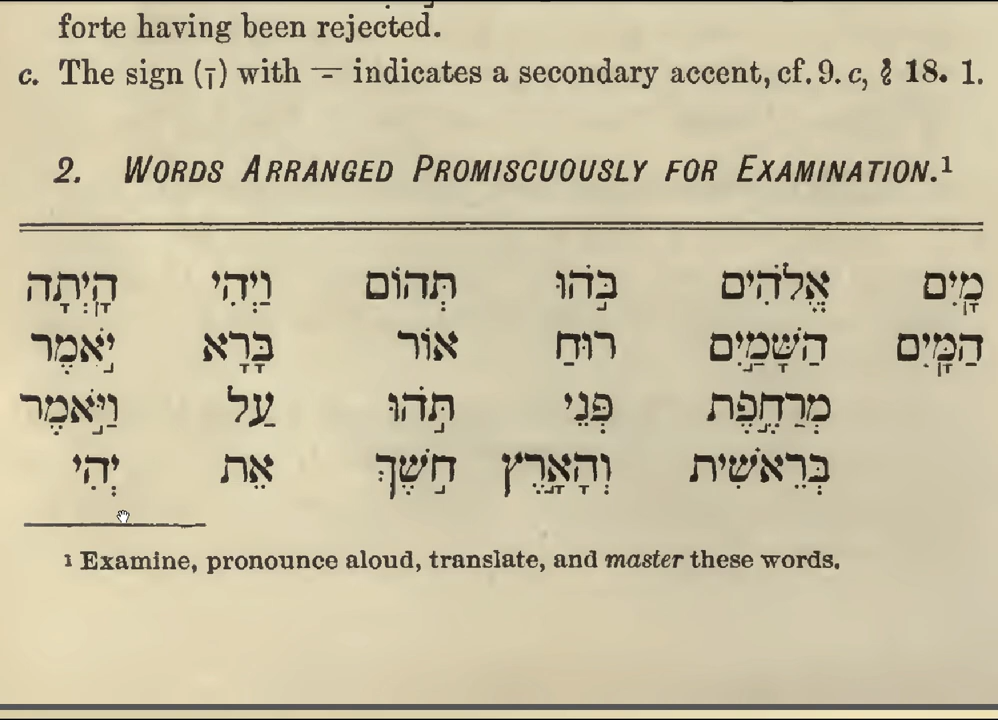 forte having been rejected.
c. The sign (ⴕ) with — indicates a secondary accent, cf. 9. c, § 18. 1.
2. WORDS ARRANGED PROMISCUOUSLY FOR EXAMINATION.¹
מָיִם אֱלֹהִים בֹּהוּ תְּהוֹם וַיְהִי הָיְתָה
הַמָּיִם הַשָּׁמַיִם רוּחַ אוֹר בָּרָא יֹּאמֶר
מְרַחֶפֶת פְּנֵי תֹּהוּ עַל וַיֹּאמֶר
בְּרֵאשִׁית וְהָאָרֶץ חֹשֶׁךְ אֵת יְהִי
¹ Examine, pronounce aloud, translate, and master these words.